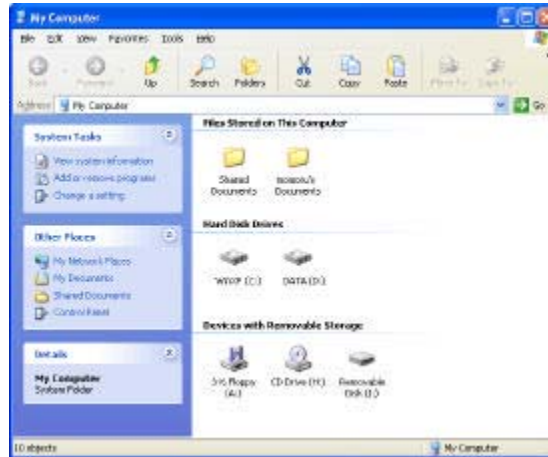 My Computer
File Edit View Favorites Tools Help
Back Forward Up Search Folders Cut Copy Paste
Address My Computer Go
Files Stored on This Computer
System Tasks
View system information
Add or remove programs
Change a setting
Shared Documents
Documents
Hard Disk Drives
Other Places
My Network Places
My Documents
Shared Documents
Control Panel
(C:) DATA (D:)
Devices with Removable Storage
Details
My Computer
System Folder
3½ Floppy (A:)
CD Drive (H:)
Removable Disk (I:)
10 objects
My Computer